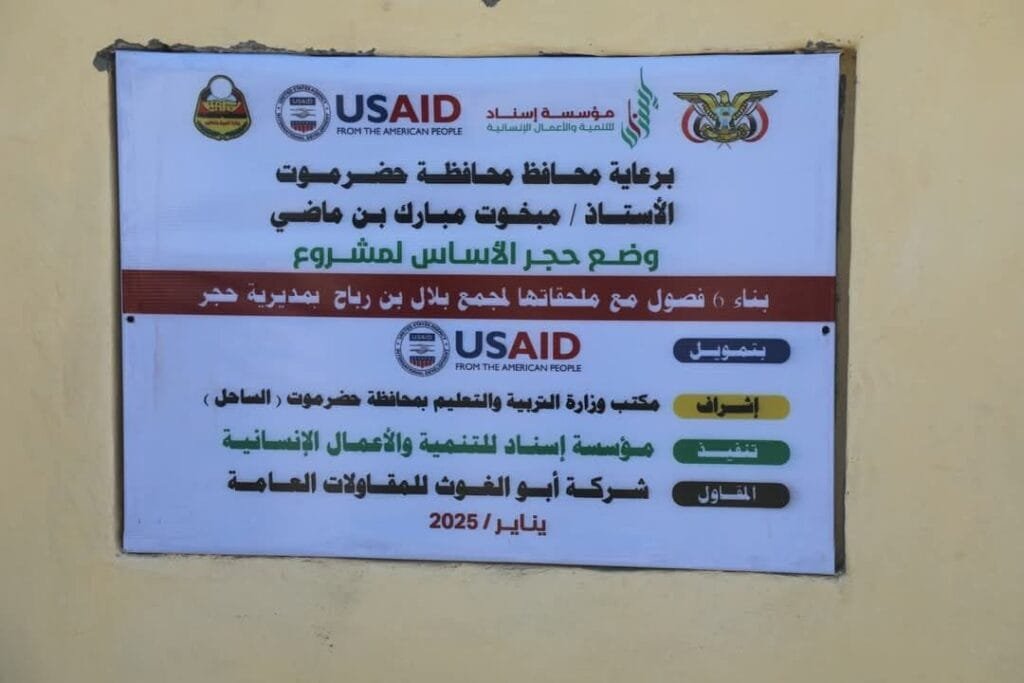 USAID
FROM THE AMERICAN PEOPLE
مؤسسة إسناد
للتنمية والأعمال الإنسانية
برعاية محافظ محافظة حضرموت
الأستاذ / مبخوت مبارك بن ماضي
وضع حجر الأساس لمشروع
بناء فصول مع ملحقاتها لمجمع بلال بن رباح بمديرية حجر
بتمويل
USAID
FROM THE AMERICAN PEOPLE
إشراف مكتب وزارة التربية والتعليم بمحافظة حضرموت ( الساحل )
تنفيذ مؤسسة إسناد للتنمية والأعمال الإنسانية
المقاول شركة أبو الغوث للمقاولات العامة
يناير / 2025